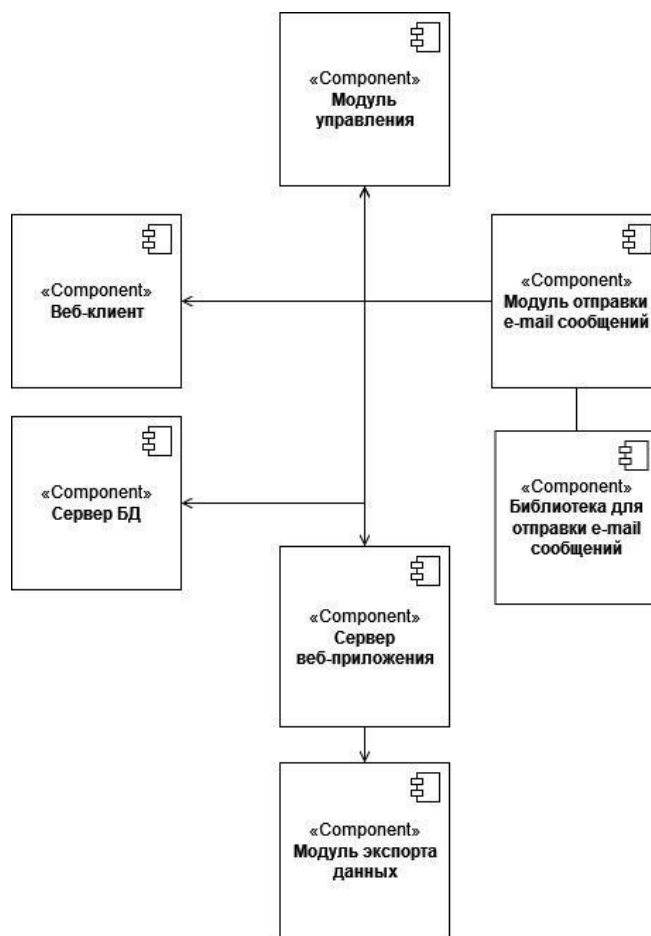 «Component»
Модуль
управления
«Component»
Веб-клиент
«Component»
Модуль отправки
e-mail сообщений
«Component»
Сервер БД
«Component»
Библиотека для
отправки e-mail
сообщений
«Component»
Сервер
веб-приложения
«Component»
Модуль экспорта
данных